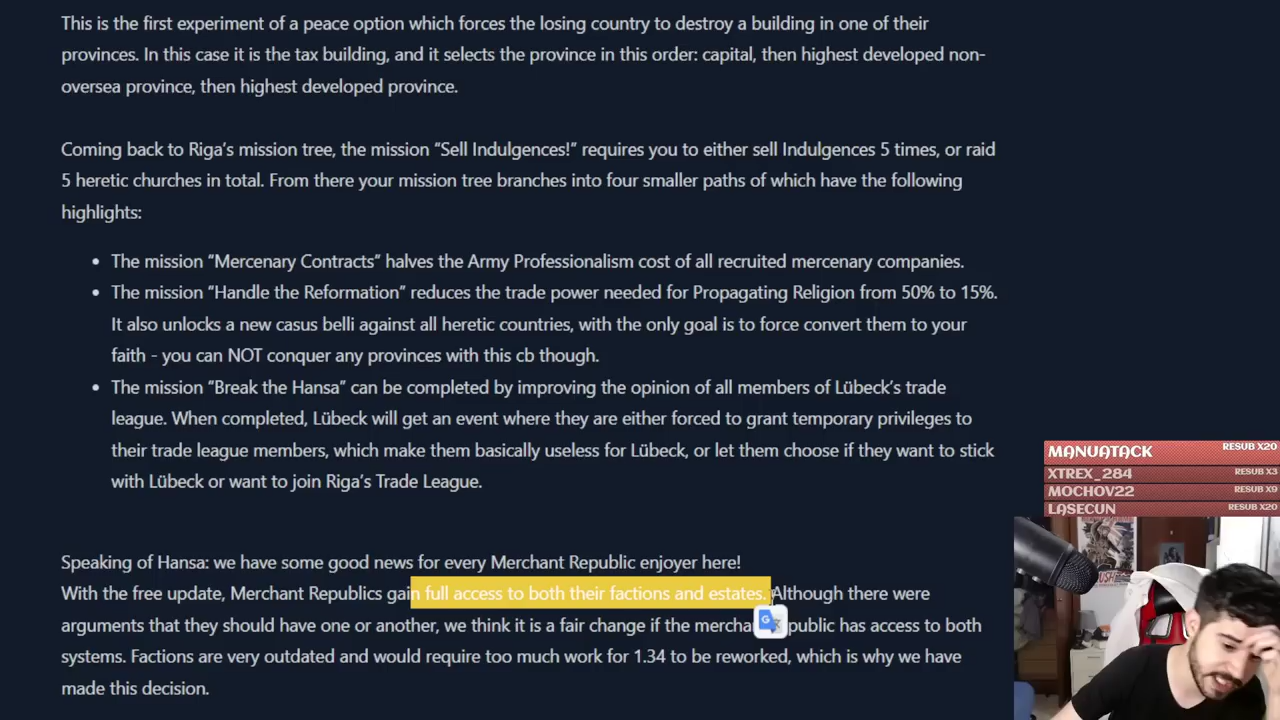 This is the first experiment of a peace option which forces the losing country to destroy a building in one of their
provinces. In this case it is the tax building, and it selects the province in this order: capital, then highest developed non-
oversea province, then highest developed province.
Coming back to Riga's mission tree, the mission “Sell Indulgences!” requires you to either sell Indulgences 5 times, or raid
5 heretic churches in total. From there your mission tree branches into four smaller paths of which have the following
highlights:
• The mission “Mercenary Contracts” halves the Army Professionalism cost of all recruited mercenary companies.
• The mission “Handle the Reformation” reduces the trade power needed for Propagating Religion from 50% to 15%.
It also unlocks a new casus belli against all heretic countries, with the only goal is to force convert them to your
faith - you can NOT conquer any provinces with this cb though.
• The mission “Break the Hansa” can be completed by improving the opinion of all members of Lübeck's trade
league. When completed, Lübeck will get an event where they are either forced to grant temporary privileges to
their trade league members, which make them basically useless for Lübeck, or let them choose if they want to stick
with Lübeck or want to join Riga's Trade League.
Speaking of Hansa: we have some good news for every Merchant Republic enjoyer here!
With the free update, Merchant Republics gain full access to both their factions and estates. Although there were
arguments that they should have one or another, we think it is a fair change if the mercha public has access to both
systems. Factions are very outdated and would require too much work for 1.34 to be reworked, which is why we have
made this decision.
MANUATACK RESUB X20
XTREX_284 RESUB X3
MOCHOV22 RESUB X9
LASECUN RESUB X20